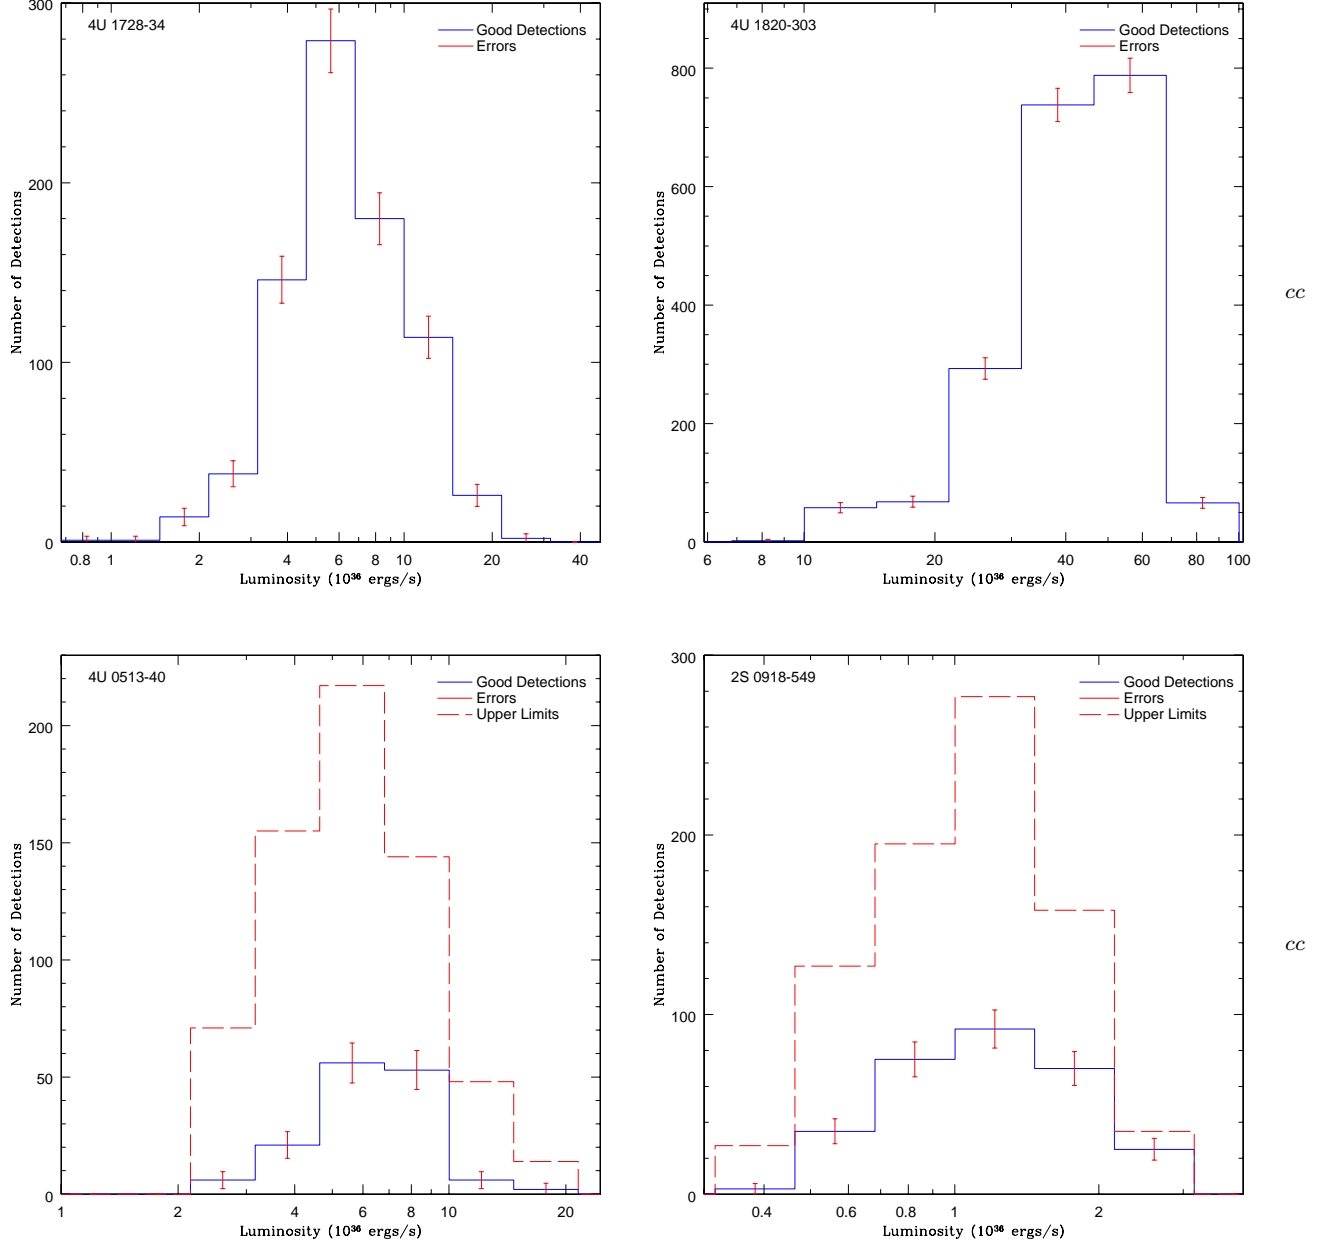 4U 1728-34
Good Detections
Errors
300
200
100
0
Number of Detections
0.8 1 2 4 6 8 10 20 40
Luminosity (10³⁶ ergs/s)
4U 1820-303
Good Detections
Errors
800
600
400
200
0
Number of Detections
6 8 10 20 40 60 80 100
Luminosity (10³⁶ ergs/s)
cc
4U 0513-40
Good Detections
Errors
Upper Limits
200
150
100
50
0
Number of Detections
1 2 4 6 8 10 20
Luminosity (10³⁶ ergs/s)
2S 0918-549
Good Detections
Errors
Upper Limits
300
200
100
0
Number of Detections
0.4 0.6 0.8 1 2
Luminosity (10³⁶ ergs/s)
cc